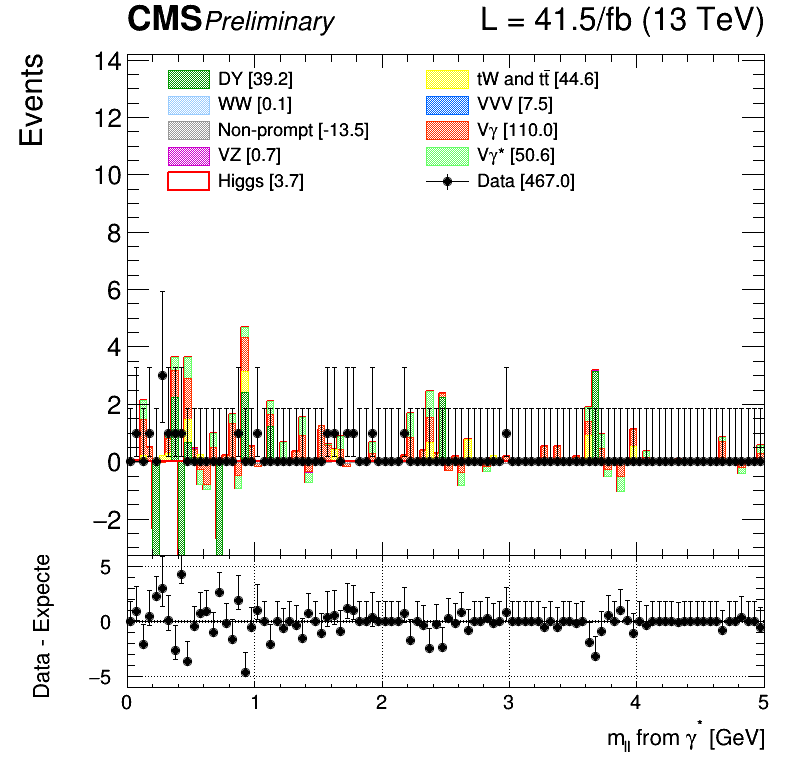 CMS Preliminary L = 41.5/fb (13 TeV)
Events
14
12
10
8
6
4
2
0
−2
DY [39.2]
WW [0.1]
Non-prompt [-13.5]
VZ [0.7]
Higgs [3.7]
tW and tt̄ [44.6]
VVV [7.5]
Vγ [110.0]
Vγ* [50.6]
Data [467.0]
Data - Expecte
5
0
−5
0 1 2 3 4 5
m_ll from γ* [GeV]